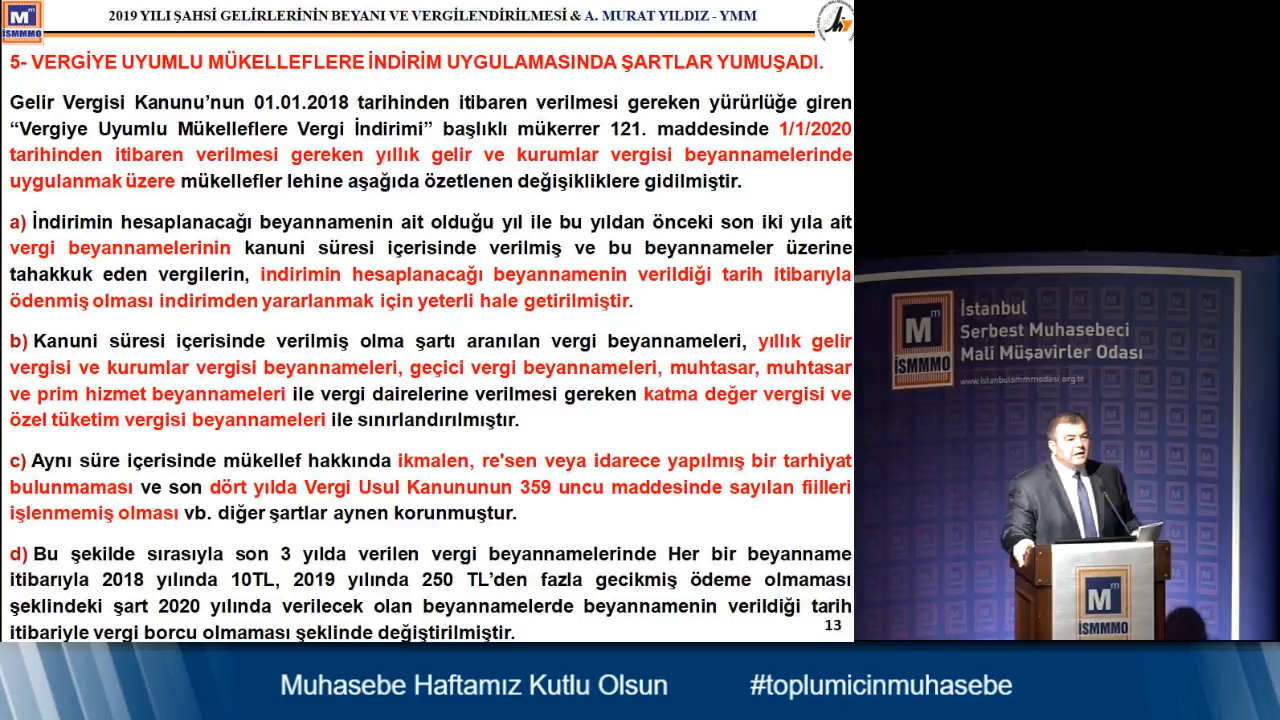 2019 YILI ŞAHSİ GELİRLERİNİN BEYANI VE VERGİLENDİRİLMESİ & A. MURAT YILDIZ - YMM
M m
İSMMMO
5- VERGİYE UYUMLU MÜKELLEFLERE İNDİRİM UYGULAMASINDA ŞARTLAR YUMUŞADI.
Gelir Vergisi Kanunu’nun 01.01.2018 tarihinden itibaren verilmesi gereken yürürlüğe giren
“Vergiye Uyumlu Mükelleflere Vergi İndirimi” başlıklı mükerrer 121. maddesinde 1/1/2020
tarihinden itibaren verilmesi gereken yıllık gelir ve kurumlar vergisi beyannamelerinde
uygulanmak üzere mükellefler lehine aşağıda özetlenen değişikliklere gidilmiştir.
a) İndirimin hesaplanacağı beyannamenin ait olduğu yıl ile bu yıldan önceki son iki yıla ait
vergi beyannamelerinin kanuni süresi içerisinde verilmiş ve bu beyannameler üzerine
tahakkuk eden vergilerin, indirimin hesaplanacağı beyannamenin verildiği tarih itibarıyla
ödenmiş olması indirimden yararlanmak için yeterli hale getirilmiştir.
b) Kanuni süresi içerisinde verilmiş olma şartı aranılan vergi beyannameleri, yıllık gelir
vergisi ve kurumlar vergisi beyannameleri, geçici vergi beyannameleri, muhtasar, muhtasar
ve prim hizmet beyannameleri ile vergi dairelerine verilmesi gereken katma değer vergisi ve
özel tüketim vergisi beyannameleri ile sınırlandırılmıştır.
c) Aynı süre içerisinde mükellef hakkında ikmalen, re'sen veya idarece yapılmış bir tarhiyat
bulunmaması ve son dört yılda Vergi Usul Kanununun 359 uncu maddesinde sayılan fiilleri
işlenmemiş olması vb. diğer şartlar aynen korunmuştur.
d) Bu şekilde sırasıyla son 3 yılda verilen vergi beyannamelerinde Her bir beyanname
itibarıyla 2018 yılında 10TL, 2019 yılında 250 TL’den fazla gecikmiş ödeme olmaması
şeklindeki şart 2020 yılında verilecek olan beyannamelerde beyannamenin verildiği tarih
itibariyle vergi borcu olmaması şeklinde değiştirilmiştir.
13
M m
İSMMMO
İstanbul
Serbest Muhasebeci
Mali Müşavirler Odası
www.istanbulsmmmodasi.org.tr
M m
İSMMMO
Muhasebe Haftamız Kutlu Olsun
#toplumicinmuhasebe